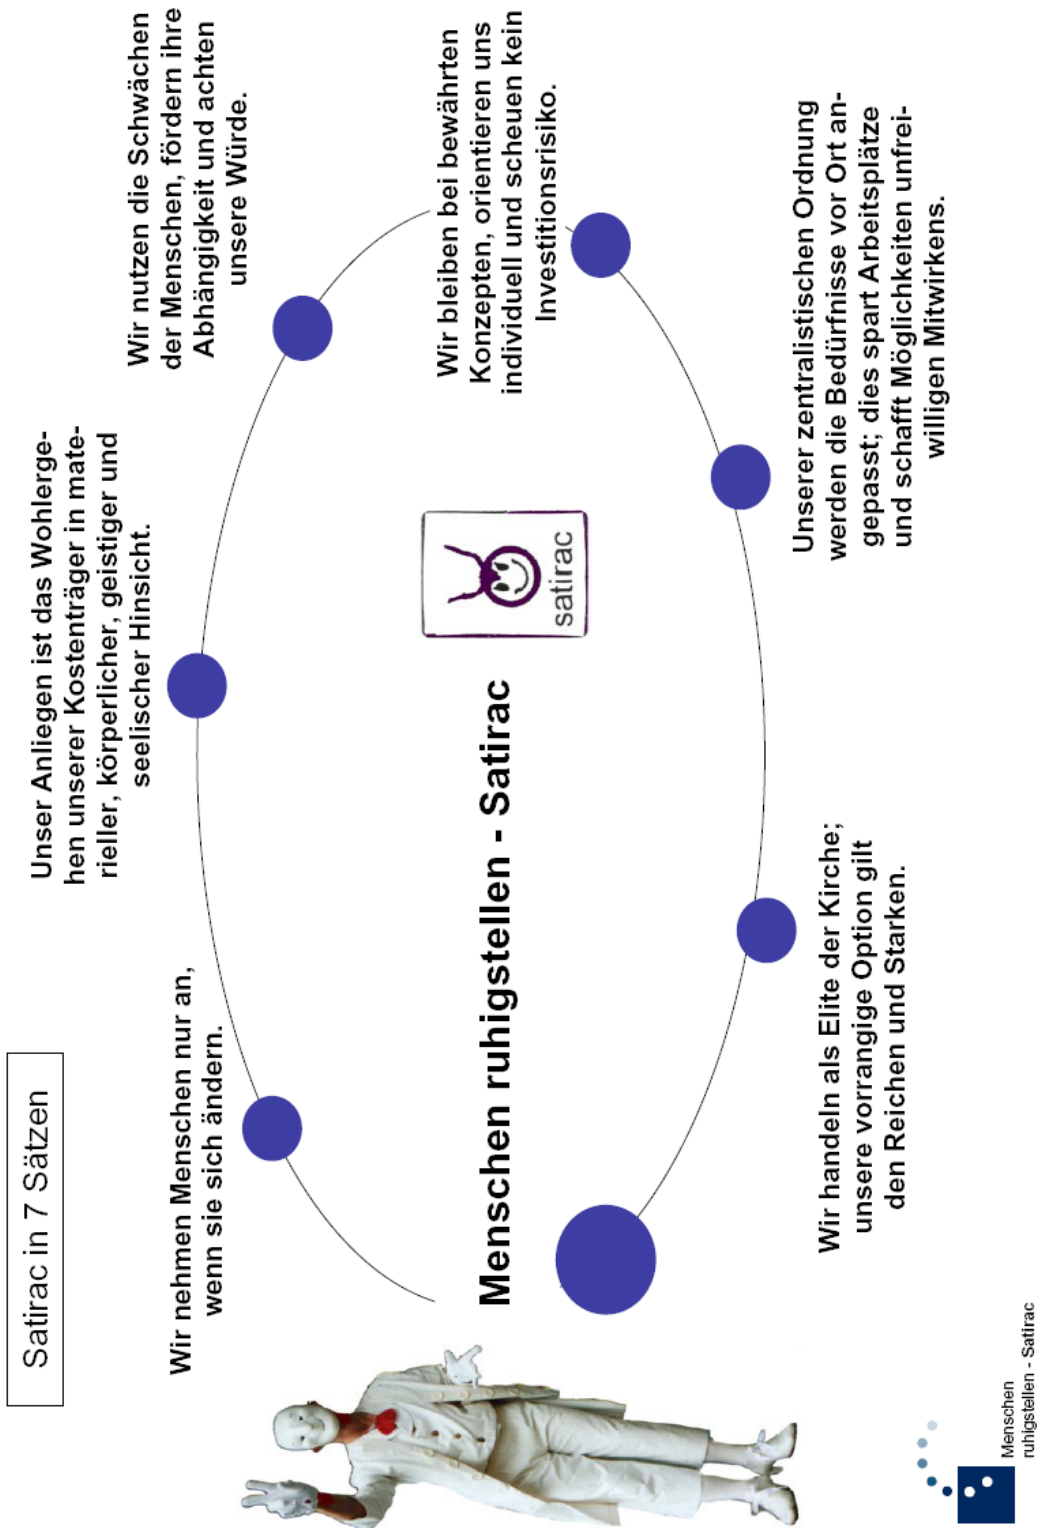 Satirac in 7 Sätzen
Wir nehmen Menschen nur an,
wenn sie sich ändern.
Unser Anliegen ist das Wohlerge-
hen unserer Kostenträger in mate-
rieller, körperlicher, geistiger und
seelischer Hinsicht.
Wir nutzen die Schwächen
der Menschen, fördern ihre
Abhängigkeit und achten
unsere Würde.
Wir bleiben bei bewährten
Konzepten, orientieren uns
individuell und scheuen kein
Investitionsrisiko.
Menschen ruhigstellen - Satirac
satirac
Unserer zentralistischen Ordnung
werden die Bedürfnisse vor Ort an-
gepasst; dies spart Arbeitsplätze
und schafft Möglichkeiten unfrei-
willigen Mitwirkens.
Wir handeln als Elite der Kirche;
unsere vorrangige Option gilt
den Reichen und Starken.
Menschen
ruhigstellen - Satirac